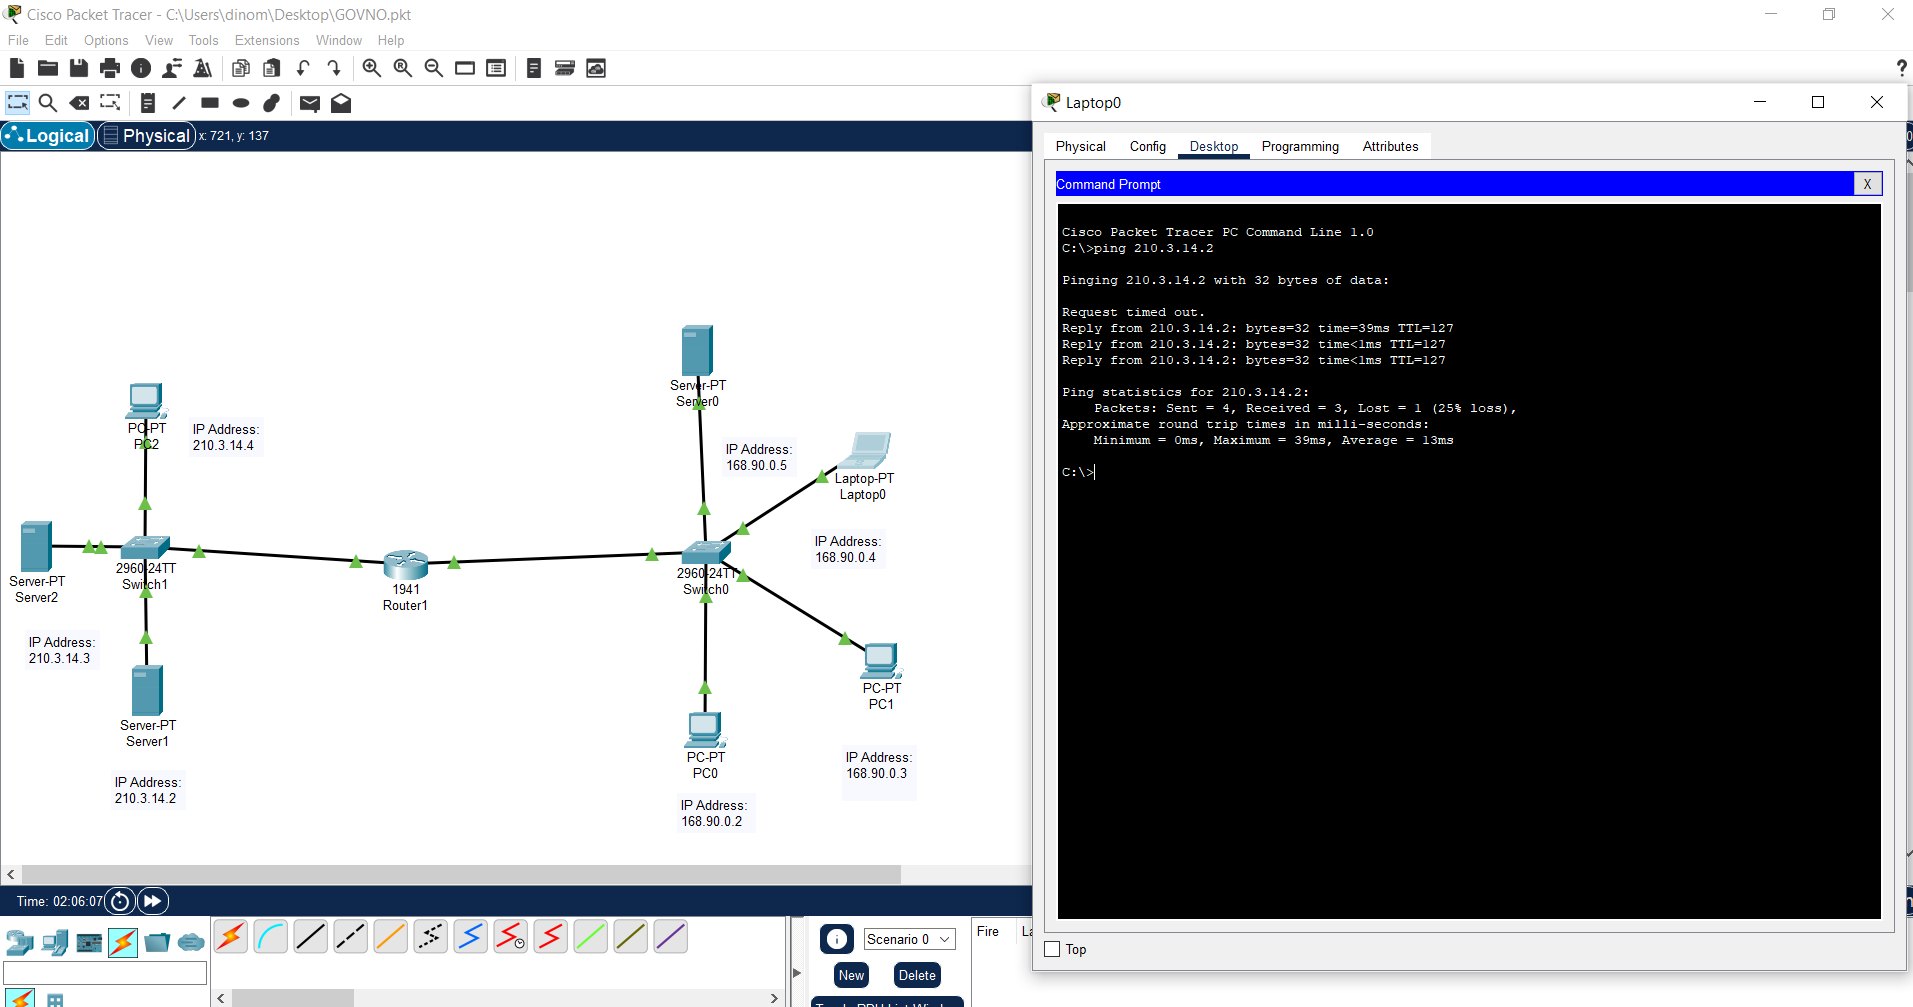 Cisco Packet Tracer - C:\Users\dinom\Desktop\GOVNO.pkt
File Edit Options View Tools Extensions Window Help
?
Logical
Physical
x: 721, y: 137
PC-PT
PC2
IP Address:
210.3.14.4
Server-PT
Server0
IP Address:
168.90.0.5
Laptop-PT
Laptop0
IP Address:
168.90.0.4
Server-PT
Server2
2960-24TT
Switch1
1941
Router1
2960-24TT
Switch0
IP Address:
210.3.14.3
Server-PT
Server1
IP Address:
210.3.14.2
PC-PT
PC1
IP Address:
168.90.0.3
PC-PT
PC0
IP Address:
168.90.0.2
Time: 02:06:07
Scenario 0
New
Delete
Fire
Laptop0
Physical Config Desktop Programming Attributes
Command Prompt
X
Cisco Packet Tracer PC Command Line 1.0
C:\>ping 210.3.14.2
Pinging 210.3.14.2 with 32 bytes of data:
Request timed out.
Reply from 210.3.14.2: bytes=32 time=39ms TTL=127
Reply from 210.3.14.2: bytes=32 time<1ms TTL=127
Reply from 210.3.14.2: bytes=32 time<1ms TTL=127
Ping statistics for 210.3.14.2:
Packets: Sent = 4, Received = 3, Lost = 1 (25% loss),
Approximate round trip times in milli-seconds:
Minimum = 0ms, Maximum = 39ms, Average = 13ms
C:\>
Top